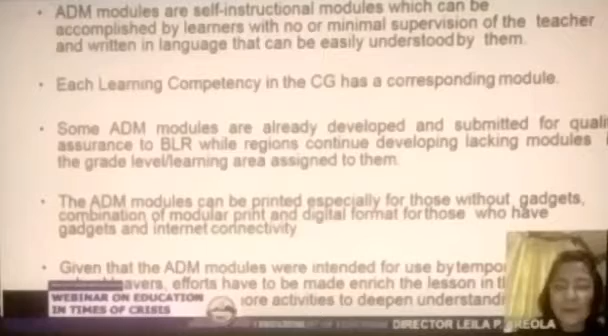 • ADM modules are self-instructional modules which can be
accomplished by learners with no or minimal supervision of the teacher
and written in language that can be easily understood by them.
• Each Learning Competency in the CG has a corresponding module.
• Some ADM modules are already developed and submitted for quali
assurance to BLR while regions continue developing lacking modules
the grade level/learning area assigned to them.
• The ADM modules can be printed especially for those without gadgets,
combination of modular print and digital format for those who have
gadgets and internet connectivity
• Given that the ADM modules were intended for use by tempo
avers, efforts have to be made enrich the lesson in t
ore activities to deepen understandi
WEBINAR ON EDUCATION
IN TIMES OF CRISES
DIRECTOR LEILA P. AREOLA